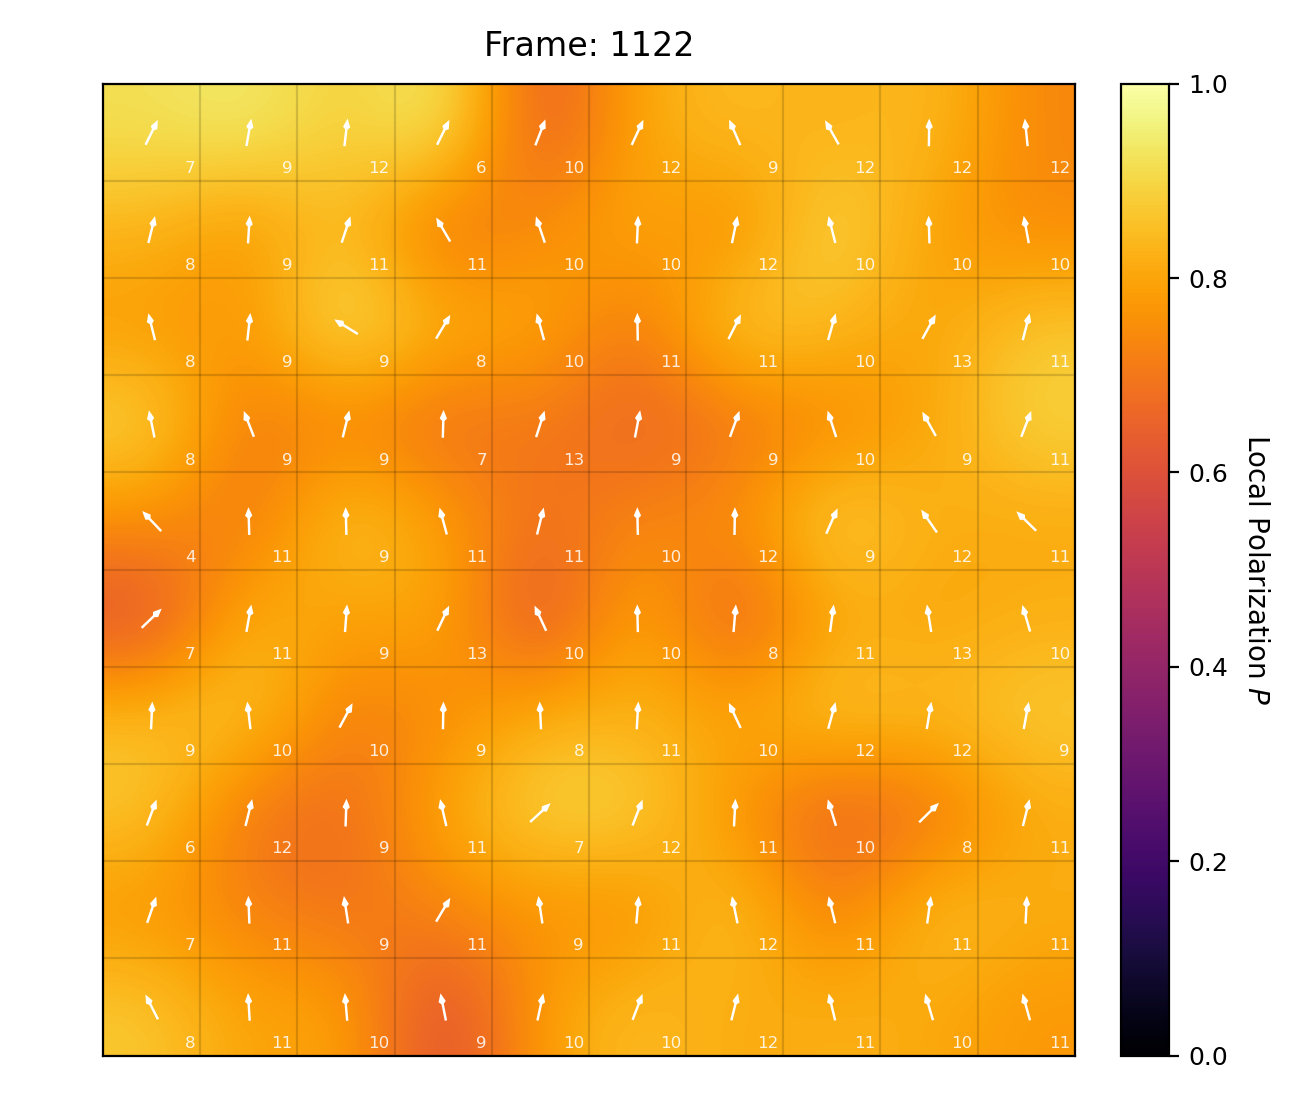 Frame: 1122
7 9 12 6 10 12 9 12 12 12
8 9 11 11 10 10 12 10 10 10
8 9 9 8 10 11 11 10 13 11
8 9 9 7 13 9 9 10 9 11
4 11 9 11 11 10 12 9 12 11
7 11 9 13 10 10 8 11 13 10
9 10 10 9 8 11 10 12 12 9
6 12 9 11 7 12 11 10 8 11
7 11 9 11 9 11 12 11 11 11
8 11 10 9 10 10 12 11 10 11
1.0
0.8
0.6
0.4
0.2
0.0
Local Polarization P